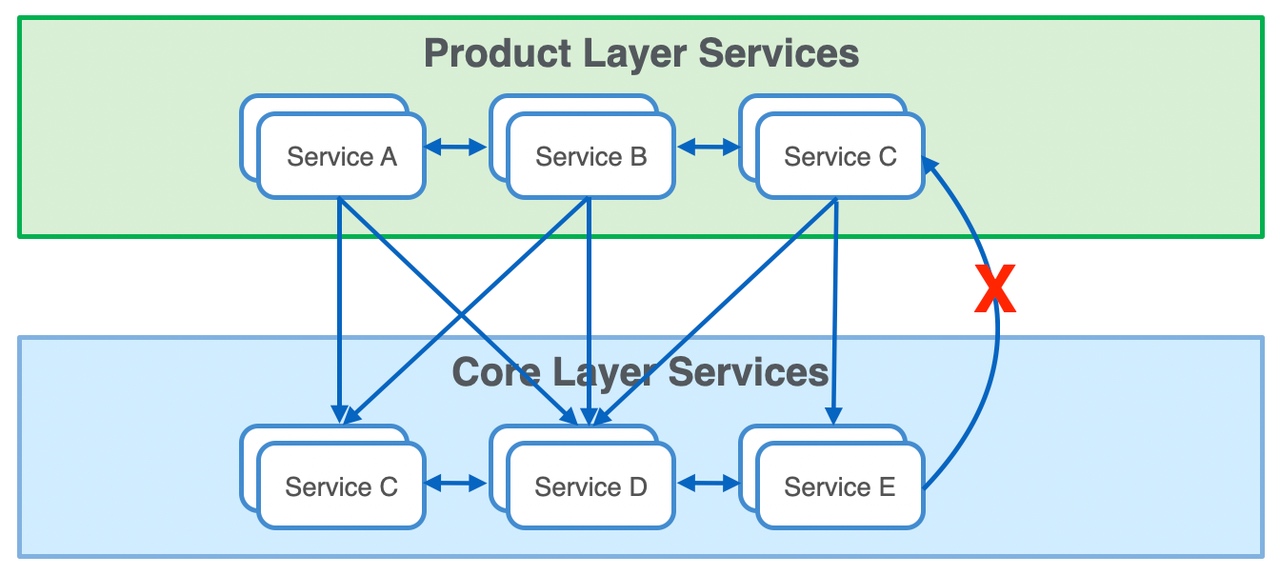 Product Layer Services
Service A
Service B
Service C
X
Core Layer Services
Service C
Service D
Service E